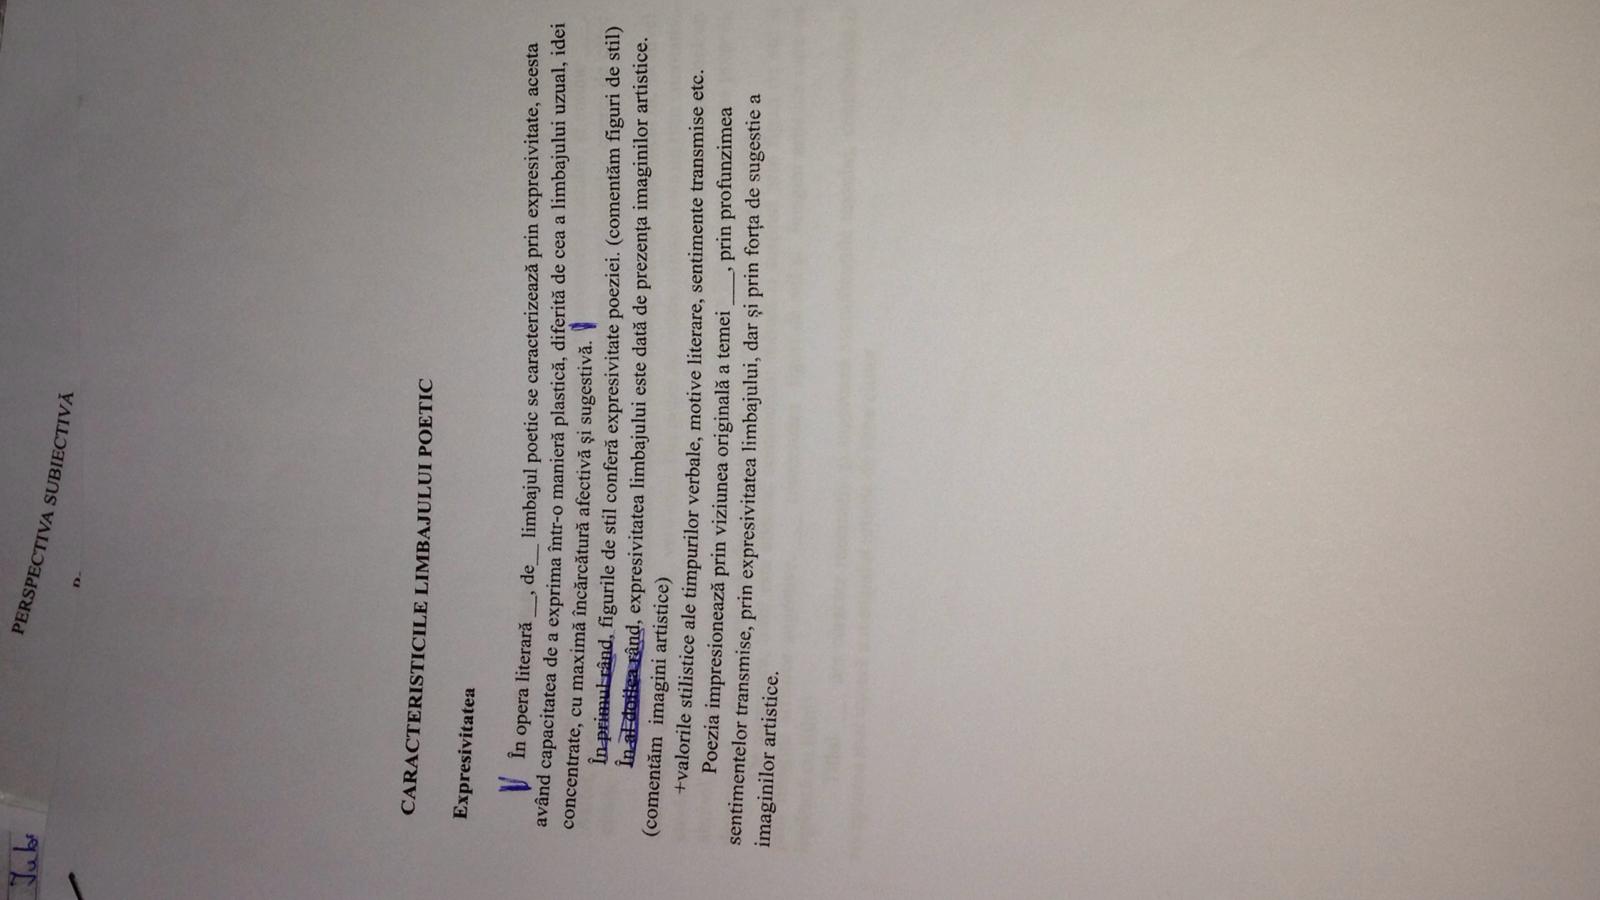 PERSPECTIVA SUBIECTIVĂ
CARACTERISTICILE LIMBAJULUI POETIC
Expresivitatea
În opera literară __, de__ limbajul poetic se caracterizează prin expresivitate, acesta
având capacitatea de a exprima într-o manieră plastică, diferită de cea a limbajului uzual, idei
concentrate, cu maximă încărcătură afectivă și sugestivă.
În primul rând, figurile de stil conferă expresivitate poeziei. (comentăm figuri de stil)
În al doilea rând, expresivitatea limbajului este dată de prezența imaginilor artistice.
(comentăm imagini artistice)
+valorile stilistice ale timpurilor verbale, motive literare, sentimente transmise etc.
Poezia impresionează prin viziunea originală a temei ___, prin profunzimea
sentimentelor transmise, prin expresivitatea limbajului, dar și prin forța de sugestie a
imaginilor artistice.